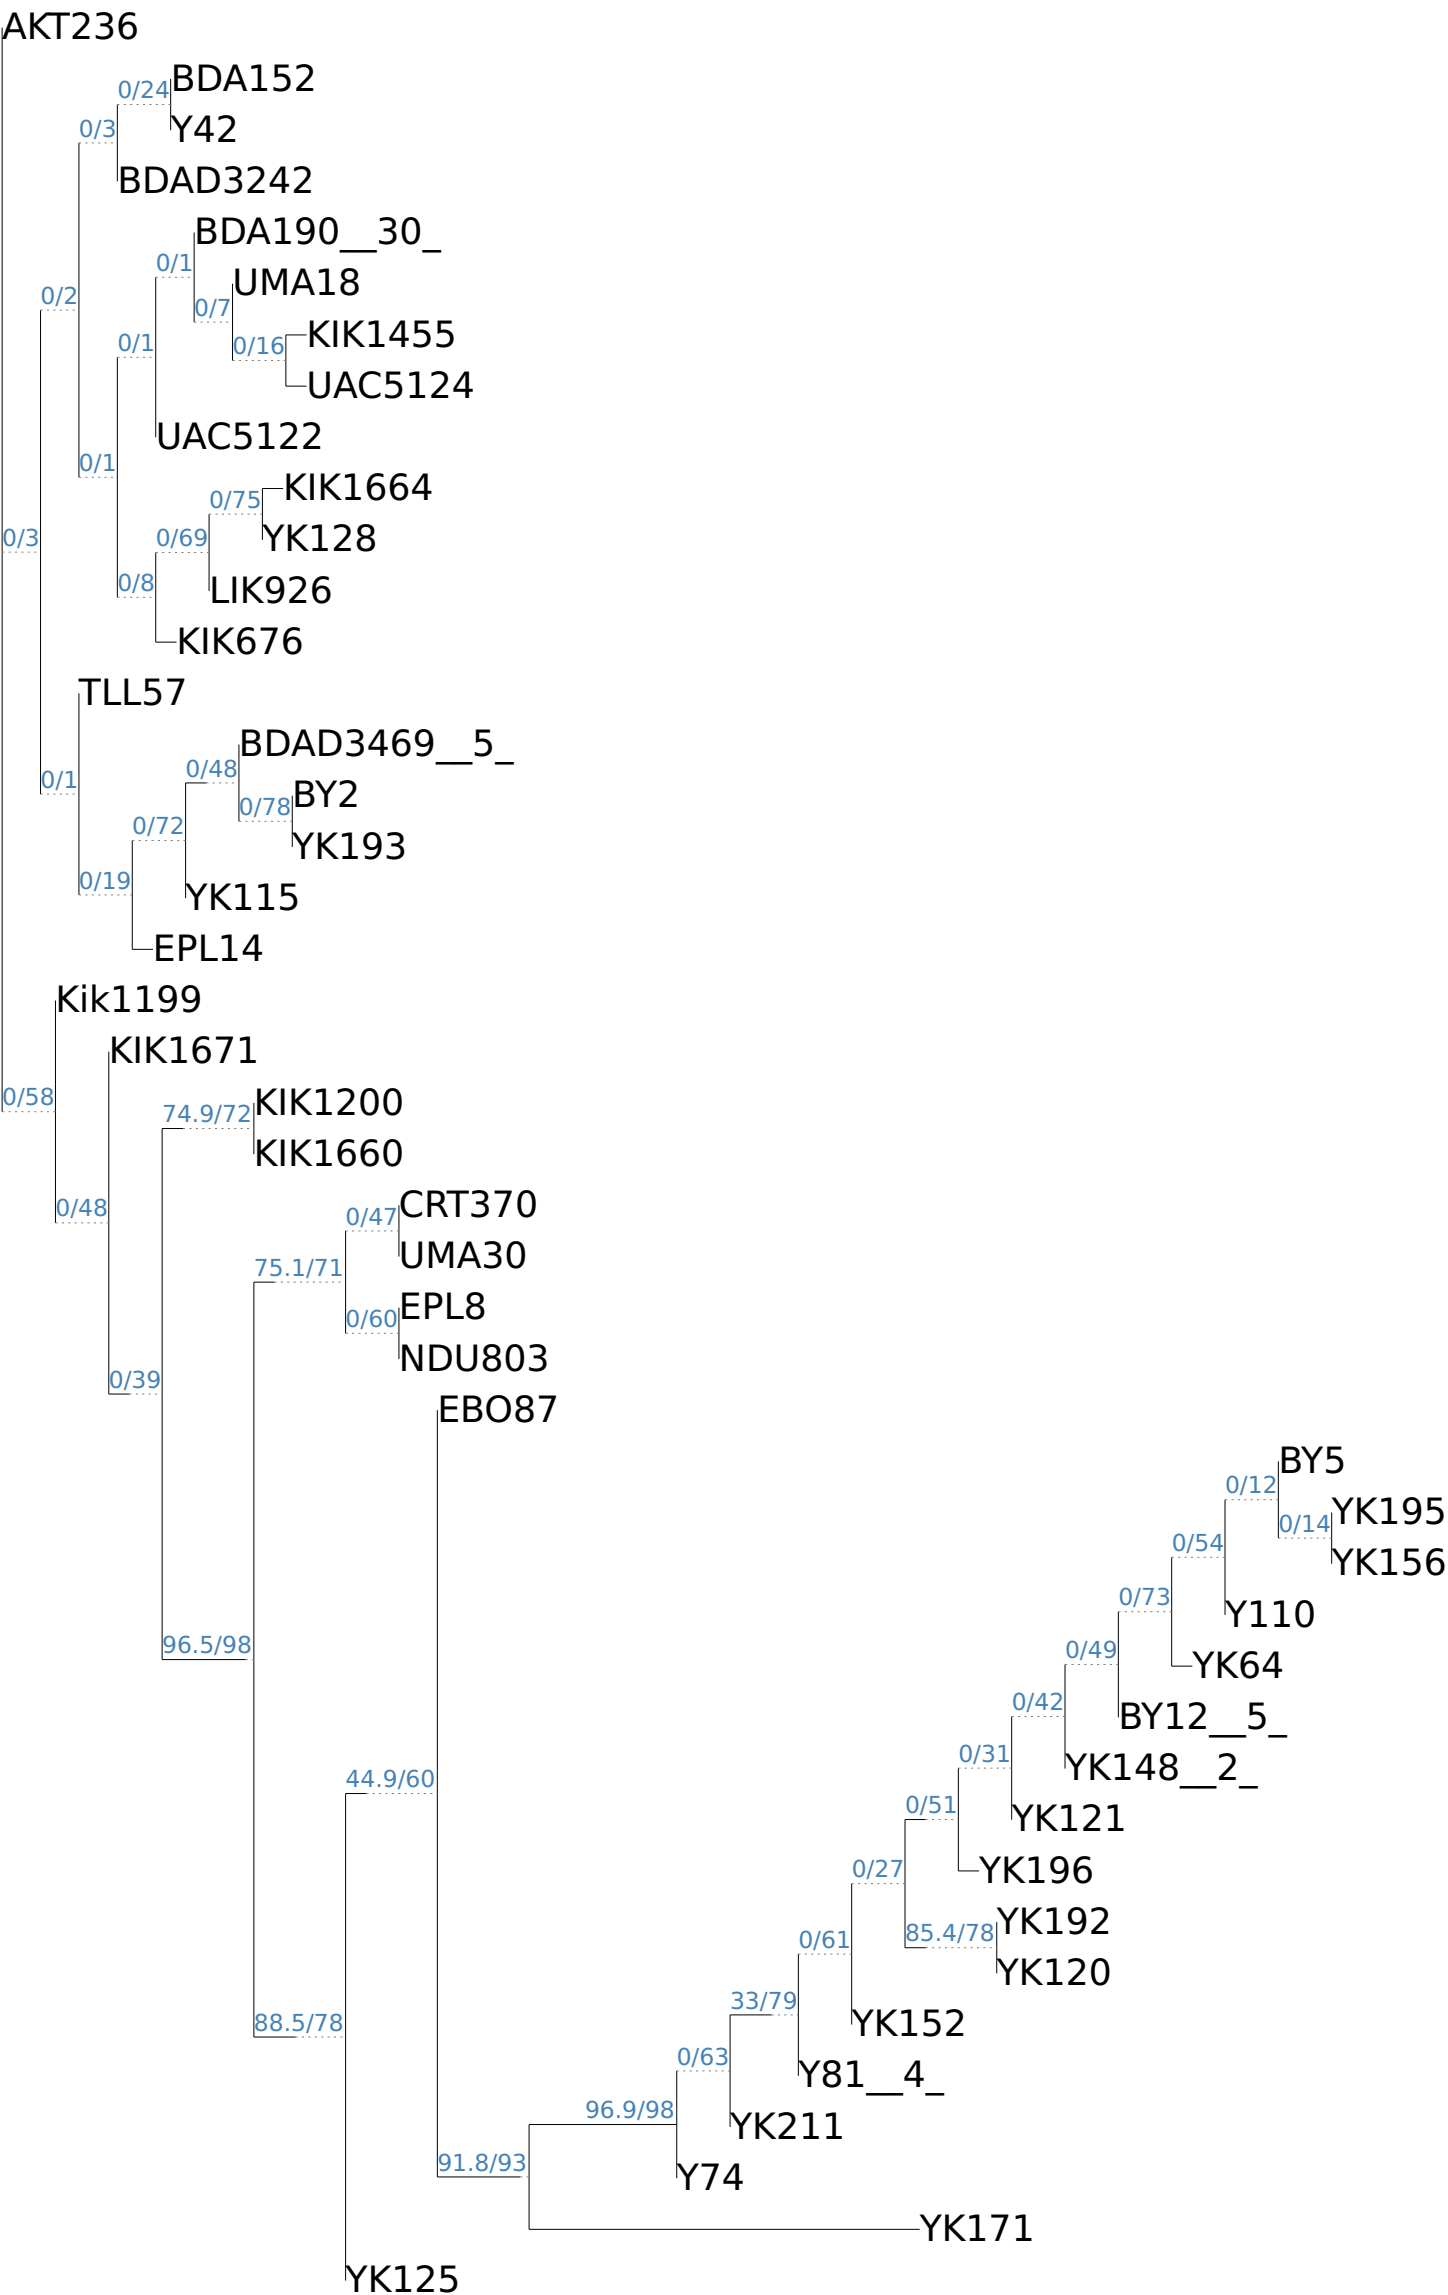 AKT236
BDA152
0/24
Y42
0/3
BDAD3242
BDA190__30_
0/1
UMA18
0/2
0/7
KIK1455
0/1
0/16
UAC5124
UAC5122
0/1
KIK1664
0/75
YK128
0/3
0/69
0/8
LIK926
KIK676
TLL57
BDAD3469__5_
0/48
0/1
BY2
0/78
0/72
YK193
0/19
YK115
EPL14
Kik1199
KIK1671
0/58
KIK1200
74.9/72
KIK1660
CRT370
0/48
0/47
UMA30
75.1/71
EPL8
0/60
NDU803
0/39
EBO87
BY5
0/12
YK195
0/14
0/54
YK156
0/73
Y110
96.5/98
0/49
YK64
0/42
BY12__5_
0/31
YK148__2_
44.9/60
0/51
YK121
0/27
YK196
YK192
85.4/78
0/61
YK120
33/79
YK152
88.5/78
0/63
Y81__4_
96.9/98
YK211
91.8/93
Y74
YK171
YK125